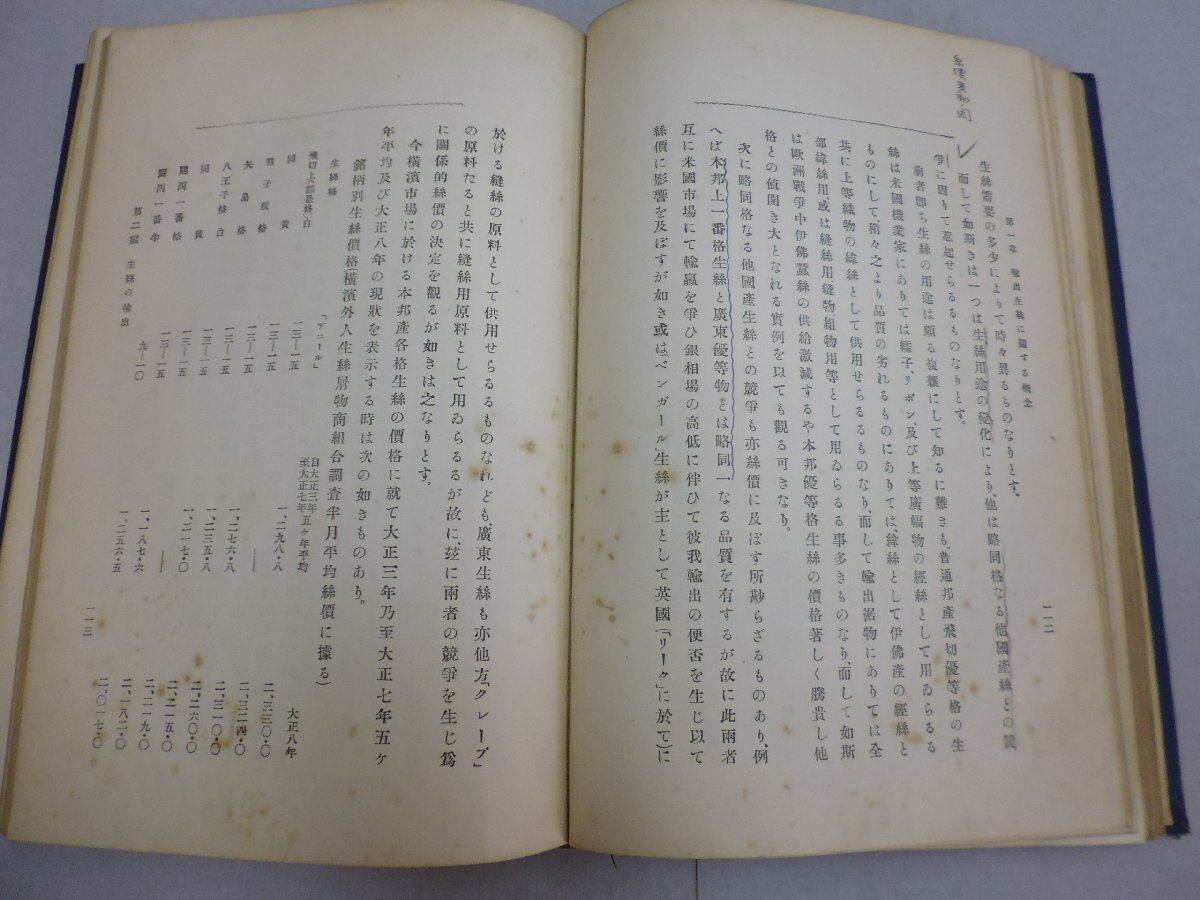 第一章　輸出生絲に關する概念
一一二
生絲需要の多少によりて時々異るものなりとす。
而して如斯きは一つは生絲用途の變化により、他は略同格なる他國產絲との競
爭に因りて惹起せらるるものなりとす。
前者卽ち生絲の用途は頗る複雜にして知るに難きも、普通邦產飛切優等格の生
絲は米國機業家にありては繻子、リボン、及び上等廣幅物の經絲として用ゐらるる
ものにして、稍々之より品質の劣れるものにありては緯絲として伊佛產の經絲と
共に上等織物の緯絲として供用せらるるものなり、而して輸出裾物にありては全
部緯絲用、或は縫絲用縫物組物用等として用ゐらるる事多きものなり、而して如斯
は歐洲戰爭中伊佛蠶絲の供給激減するや本邦優等格生絲の價格著しく騰貴し他
格との値開き大となれる實例を以ても觀る可きなり。
次に略同格なる他國產生絲との競爭も亦絲價に及ぼす所尠らざるものあり、例
へば本邦上一番格生絲と廣東優等物とは略同一なる品質を有するが故に此兩者
互に米國市場にて輸贏を爭ひ銀相場の高低に伴ひて彼我輸出の便否を生じ以て
絲價に影響を及ぼすが如き或は「ベンガール」生絲が主として英國(「リーク」に於て)に
於ける縫絲の原料として供用せらるるものなれども、廣東生絲も亦他方「クレープ」
の原料たると共に縫絲用原料として用ゐらるるが故に、玆に兩者の競爭を生じ爲
に關係的絲價の決定を觀るが如きは之なりとす。
今橫濱市場に於ける本邦產各格生絲の價格に就て大正三年乃至大正七年五ヶ
年平均及び大正八年の現狀を表示する時は次の如きものあり。
銘柄別生絲價格(橫濱外人生絲屑物商組合調査半月平均絲價に據る)
生絲格　「デニール」　自大正三年至大正七年五ヶ年平均　大正八年
飛切上(郡是格)白　一三―一五　一、二九八・八　二、三三〇・〇
同　黃　一三―一五　――　二、三二四・〇
羽子板格　一三―一五　一、二七六・八　二、三一〇・〇
矢島格　一三―一五　一、二三五・八　二、二六〇・〇
八王子格　白　一三―一五　一、二一七・〇　二、二一五・〇
同　黃　一三―一五　――　二、二一九・〇
關西一番格　一三―一五　一、一八七・六　二、一八二・〇
關西一番半　九―一〇　一、二五六・五　二、〇一七・〇
第二編　生絲の輸出
一一三